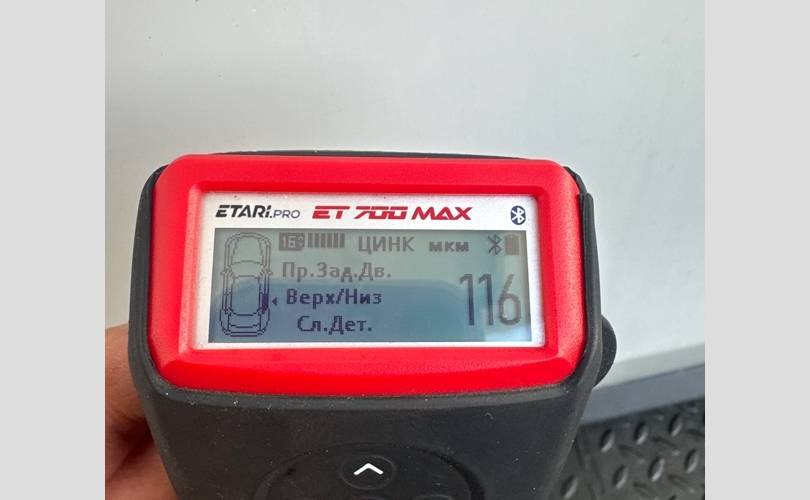 ETARI.PRO ET 700 MAX
16 ЦИНК мкм
Пр.Зад.Дв.
Верх/Низ
116
Сл.Дет.